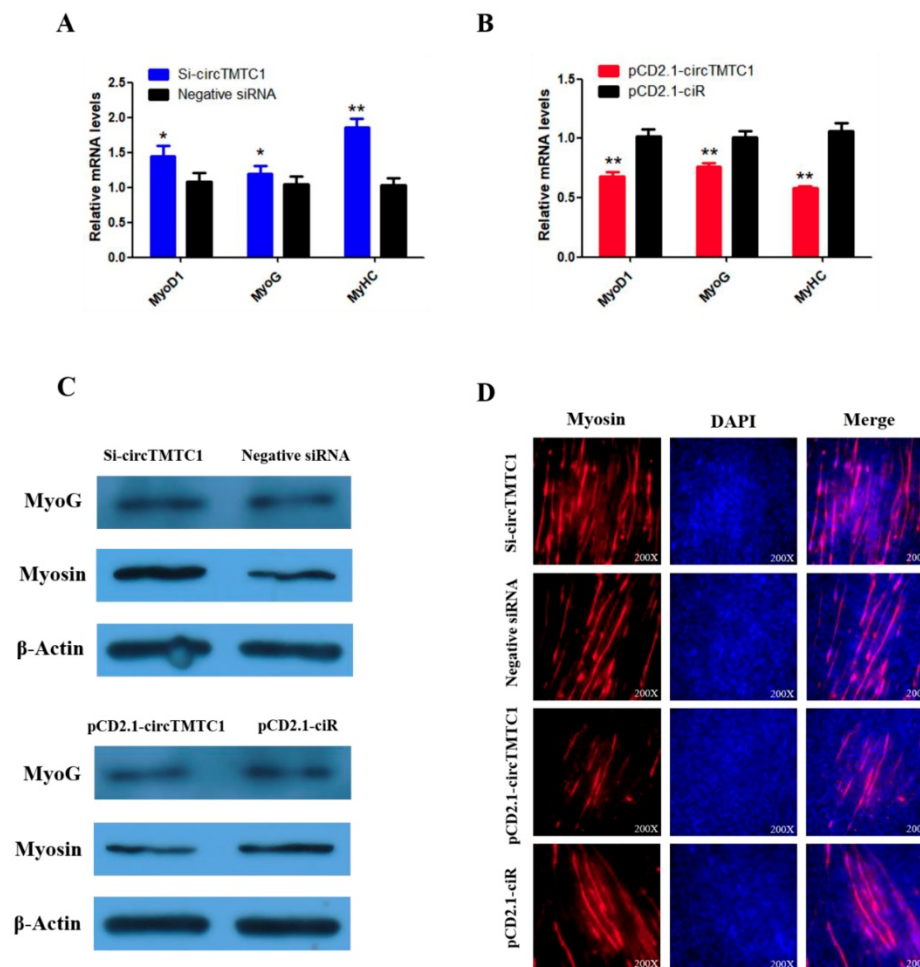 A
Si-circTMTC1
Negative siRNA
Relative mRNA levels
2.5
2.0
1.5
1.0
0.5
0.0
*
*
**
MyoD1
MyoG
MyHC
B
pCD2.1-circTMTC1
pCD2.1-ciR
Relative mRNA levels
1.5
1.0
0.5
0.0
**
**
**
MyoD1
MyoG
MyHC
C
Si-circTMTC1 Negative siRNA
MyoG
Myosin
β-Actin
pCD2.1-circTMTC1 pCD2.1-ciR
MyoG
Myosin
β-Actin
D
Myosin DAPI Merge
Si-circTMTC1
200X 200X 200X
Negative siRNA
200X 200X 200X
pCD2.1-circTMTC1
200X 200X 200X
pCD2.1-ciR
200X 200X 200X